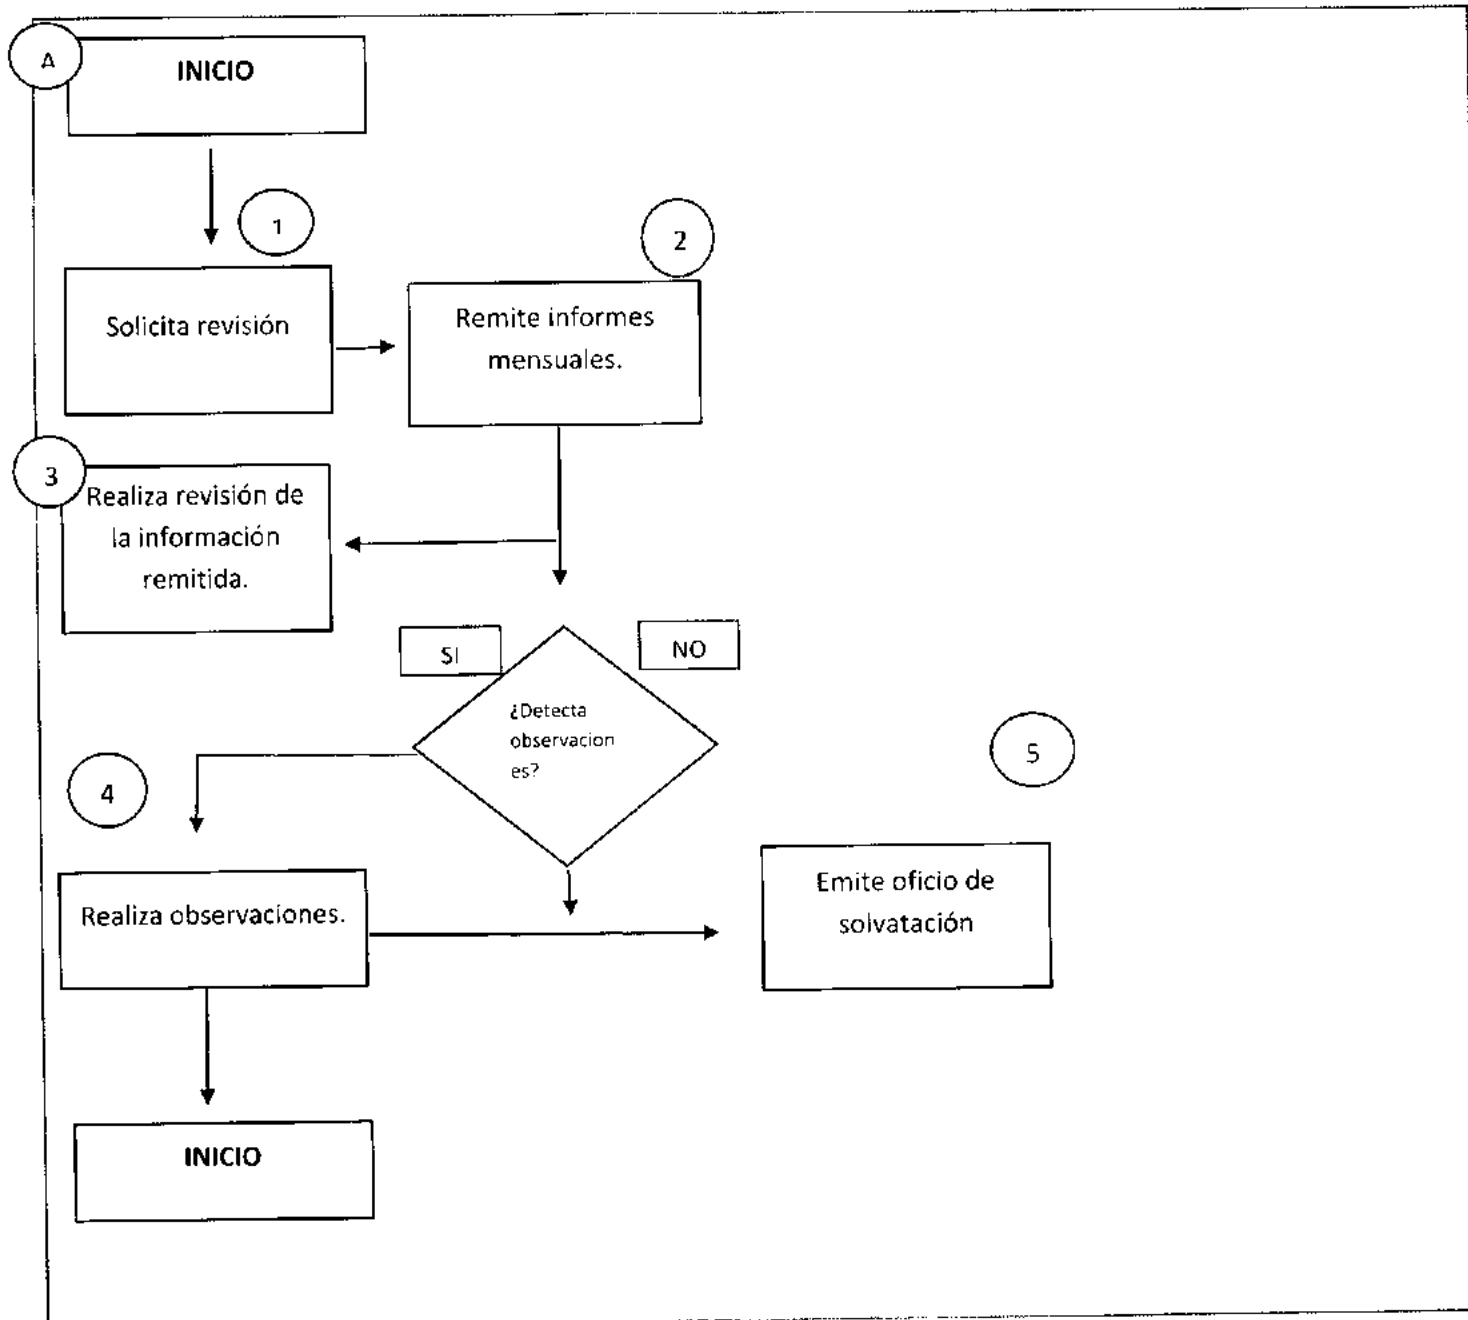 A
INICIO
1
2
Solicita revisión
Remite informes
mensuales.
3
Realiza revisión de
la información
remitida.
SI
NO
¿Detecta
observacion
es?
4
5
Realiza observaciones.
Emite oficio de
solvatación
INICIO